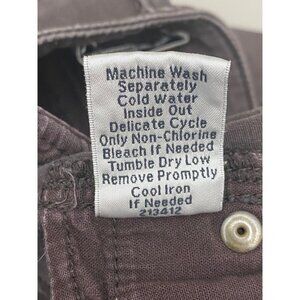 Machine Wash
Separately
Cold Water
Inside Out
Delicate Cycle
Only Non-Chlorine
Bleach If Needed
Tumble Dry Low
Remove Promptly
Cool Iron
If Needed
213412